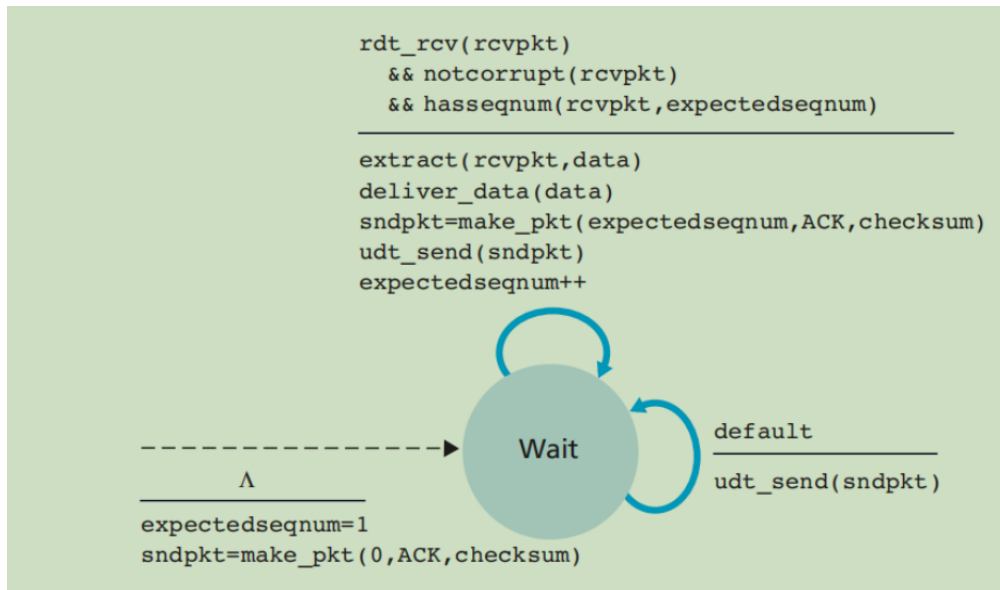 rdt_rcv(rcvpkt)
&& notcorrupt(rcvpkt)
&& hasseqnum(rcvpkt,expectedseqnum)
extract(rcvpkt,data)
deliver_data(data)
sndpkt=make_pkt(expectedseqnum,ACK,checksum)
udt_send(sndpkt)
expectedseqnum++
Wait
default
udt_send(sndpkt)
Λ
expectedseqnum=1
sndpkt=make_pkt(0,ACK,checksum)